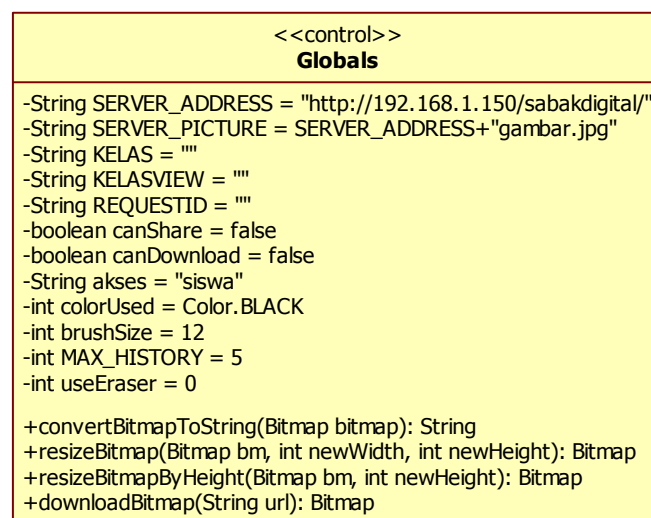 <<control>>
Globals
-String SERVER_ADDRESS = "http://192.168.1.150/sabakdigital/"
-String SERVER_PICTURE = SERVER_ADDRESS+"gambar.jpg"
-String KELAS = ""
-String KELASVIEW = ""
-String REQUESTID = ""
-boolean canShare = false
-boolean canDownload = false
-String akses = "siswa"
-int colorUsed = Color.BLACK
-int brushSize = 12
-int MAX_HISTORY = 5
-int useEraser = 0
+convertBitmapToString(Bitmap bitmap): String
+resizeBitmap(Bitmap bm, int newWidth, int newHeight): Bitmap
+resizeBitmapByHeight(Bitmap bm, int newHeight): Bitmap
+downloadBitmap(String url): Bitmap